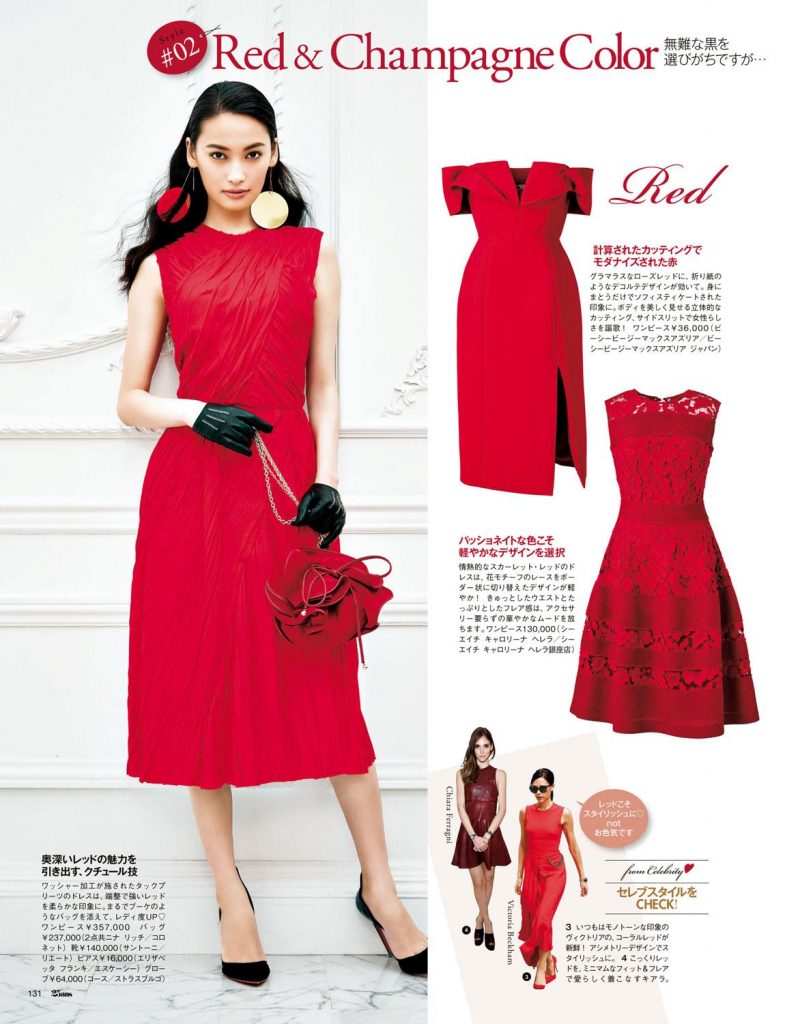 Style
#02
Red & Champagne Color
無難な黒を
選びがちですが…
Red
計算されたカッティングで
モダナイズされた赤
グラマラスなローズレッドに、折り紙の
ようなデコルテデザインが効いて。身に
まとうだけでソフィスティケートされた
印象に。ボディを美しく見せる立体的な
カッティング、サイドスリットで女性らし
さを謳歌! ワンピース¥36,000(ビ
ーシービージーマックスアズリア/ビー
シービージーマックスアズリア ジャパン)
パッショネイトな色こそ
軽やかなデザインを選択
情熱的なスカーレット・レッドのド
レスは、花モチーフのレースをボー
ダー状に切り替えたデザインが軽
やか! きゅっとしたウエストとた
っぷりとしたフレア感は、アクセサ
リー要らずの華やかなムードを放
ちます。ワンピース130,000(シー
エイチ キャロリーナ ヘレラ/シー
エイチ キャロリーナ ヘレラ銀座店)
奥深いレッドの魅力を
引き出す、クチュール技
ワッシャー加工が施されたタックプ
リーツのドレスは、端整で強いレッド
を柔らかな印象に。まるでブーケのよ
うなバッグを添えて、レディ度UP♡
ワンピース¥357,000 バッグ
¥237,000(2点共ニナ リッチ/コロ
ネット) 靴¥140,000(サントーニ/
リエート) ピアス¥16,000(エリザベ
ッタ フランキ/エスケーシー) グロー
ブ¥64,000(コース/ストラスブルゴ)
131 25ans
Chiara Ferragni
4
Victoria Beckham
3
レッドこそ
スタイリッシュに♡
not
お色気です
from Celebrity♥
セレブスタイルを
CHECK!
3 いつもはモノトーンな印象の
ヴィクトリアの、コーラルレッドが
新鮮! アシメトリーデザインでス
タイリッシュに。 4 こっくりレッ
ドを、ミニマムなフィット&フレア
で愛らしく着こなすキアラ。